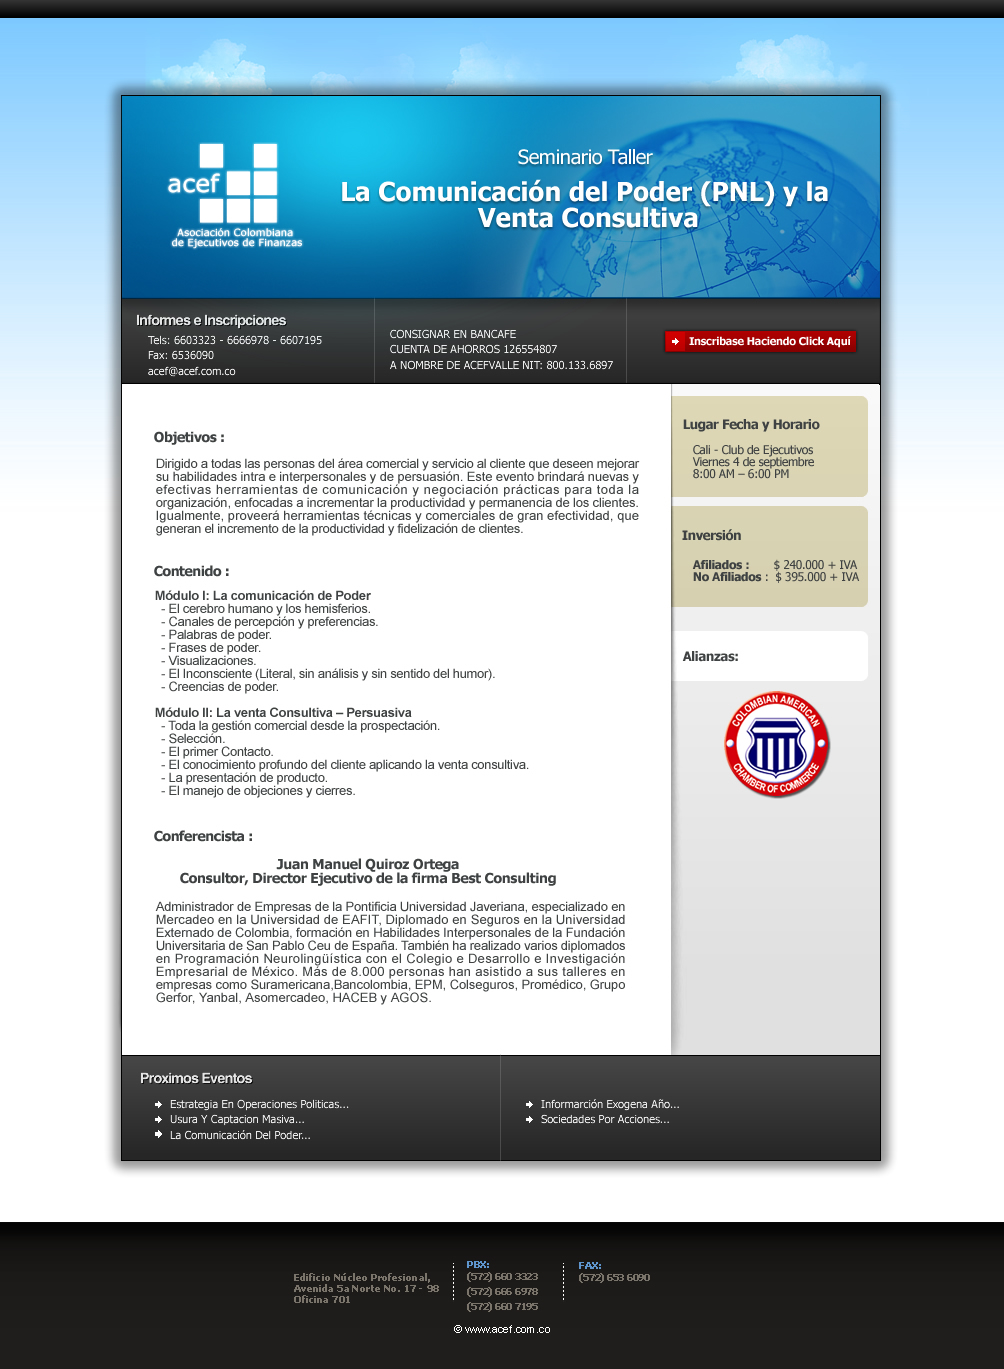 Seminario Taller
La Comunicación del Poder (PNL) y la
Venta Consultiva
acef
Asociación Colombiana
de Ejecutivos de Finanzas
Informes e Inscripciones
Tels: 6603323 - 6666978 - 6607195
Fax: 6536090
acef@acef.com.co
CONSIGNAR EN BANCAFE
CUENTA DE AHORROS 126554807
A NOMBRE DE ACEFVALLE NIT: 800.133.6897
Inscribase Haciendo Click Aquí
Objetivos :
Dirigido a todas las personas del área comercial y servicio al cliente que deseen mejorar
su habilidades intra e interpersonales y de persuasión. Este evento brindará nuevas y
efectivas herramientas de comunicación y negociación prácticas para toda la
organización, enfocadas a incrementar la productividad y permanencia de los clientes.
Igualmente, proveerá herramientas técnicas y comerciales de gran efectividad, que
generan el incremento de la productividad y fidelización de clientes.
Contenido :
Módulo I: La comunicación de Poder
- El cerebro humano y los hemisferios.
- Canales de percepción y preferencias.
- Palabras de poder.
- Frases de poder.
- Visualizaciones.
- El Inconsciente (Literal, sin análisis y sin sentido del humor).
- Creencias de poder.
Módulo II: La venta Consultiva – Persuasiva
- Toda la gestión comercial desde la prospectación.
- Selección.
- El primer Contacto.
- El conocimiento profundo del cliente aplicando la venta consultiva.
- La presentación de producto.
- El manejo de objeciones y cierres.
Conferencista :
Juan Manuel Quiroz Ortega
Consultor, Director Ejecutivo de la firma Best Consulting
Administrador de Empresas de la Pontificia Universidad Javeriana, especializado en
Mercadeo en la Universidad de EAFIT, Diplomado en Seguros en la Universidad
Externado de Colombia, formación en Habilidades Interpersonales de la Fundación
Universitaria de San Pablo Ceu de España. También ha realizado varios diplomados
en Programación Neurolingüística con el Colegio e Desarrollo e Investigación
Empresarial de México. Más de 8.000 personas han asistido a sus talleres en
empresas como Suramericana,Bancolombia, EPM, Colseguros, Promédico, Grupo
Gerfor, Yanbal, Asomercadeo, HACEB y AGOS.
Lugar Fecha y Horario
Cali - Club de Ejecutivos
Viernes 4 de septiembre
8:00 AM – 6:00 PM
Inversión
Afiliados : $ 240.000 + IVA
No Afiliados : $ 395.000 + IVA
Alianzas:
COLOMBIAN AMERICAN
CHAMBER OF COMMERCE
Proximos Eventos
Estrategia En Operaciones Politicas...
Usura Y Captacion Masiva...
La Comunicación Del Poder...
Informarción Exogena Año...
Sociedades Por Acciones...
Edificio Núcleo Profesional,
Avenida 5a Norte No. 17 - 98
Oficina 701
PBX:
(572) 660 3323
(572) 666 6978
(572) 660 7195
FAX:
(572) 653 6090
© www.acef.com.co